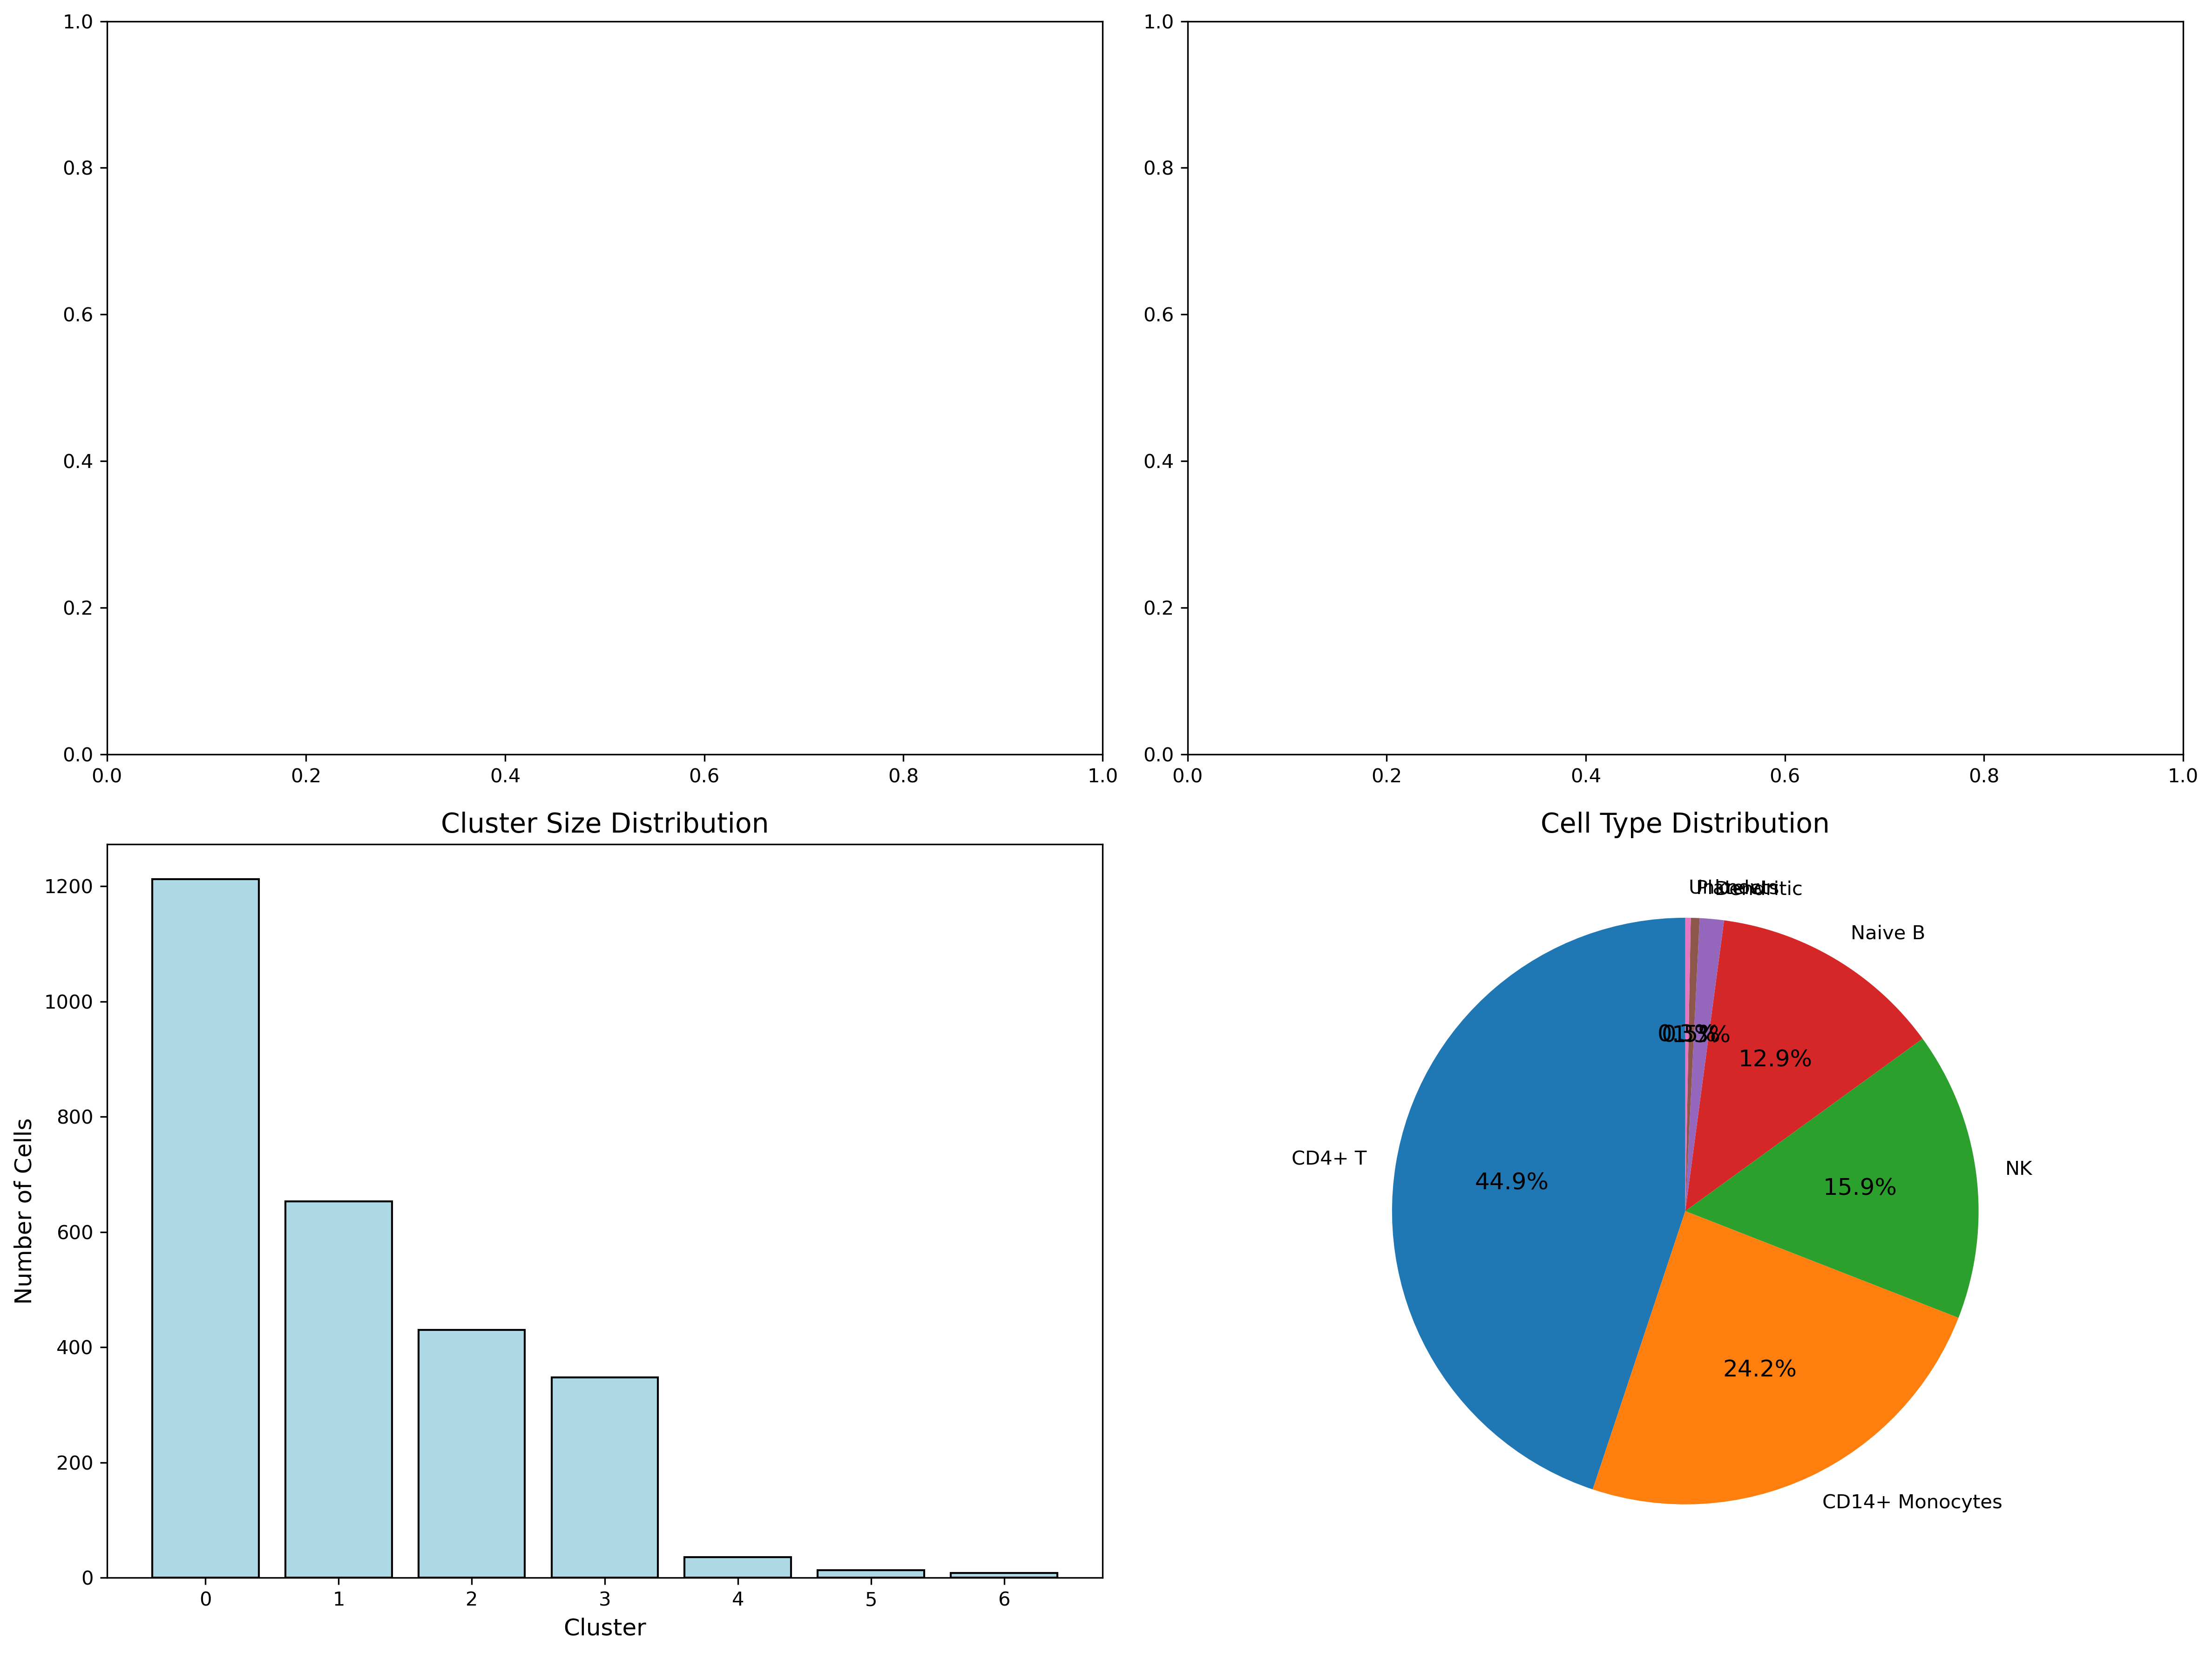 1.0
0.8
0.6
0.4
0.2
0.0
0.0 0.2 0.4 0.6 0.8 1.0
1.0
0.8
0.6
0.4
0.2
0.0
0.0 0.2 0.4 0.6 0.8 1.0
Cluster Size Distribution
Number of Cells
1200
1000
800
600
400
200
0
0 1 2 3 4 5 6
Cluster
Cell Type Distribution
Dendritic
Naive B
12.9%
CD4+ T
44.9%
NK
15.9%
24.2%
CD14+ Monocytes